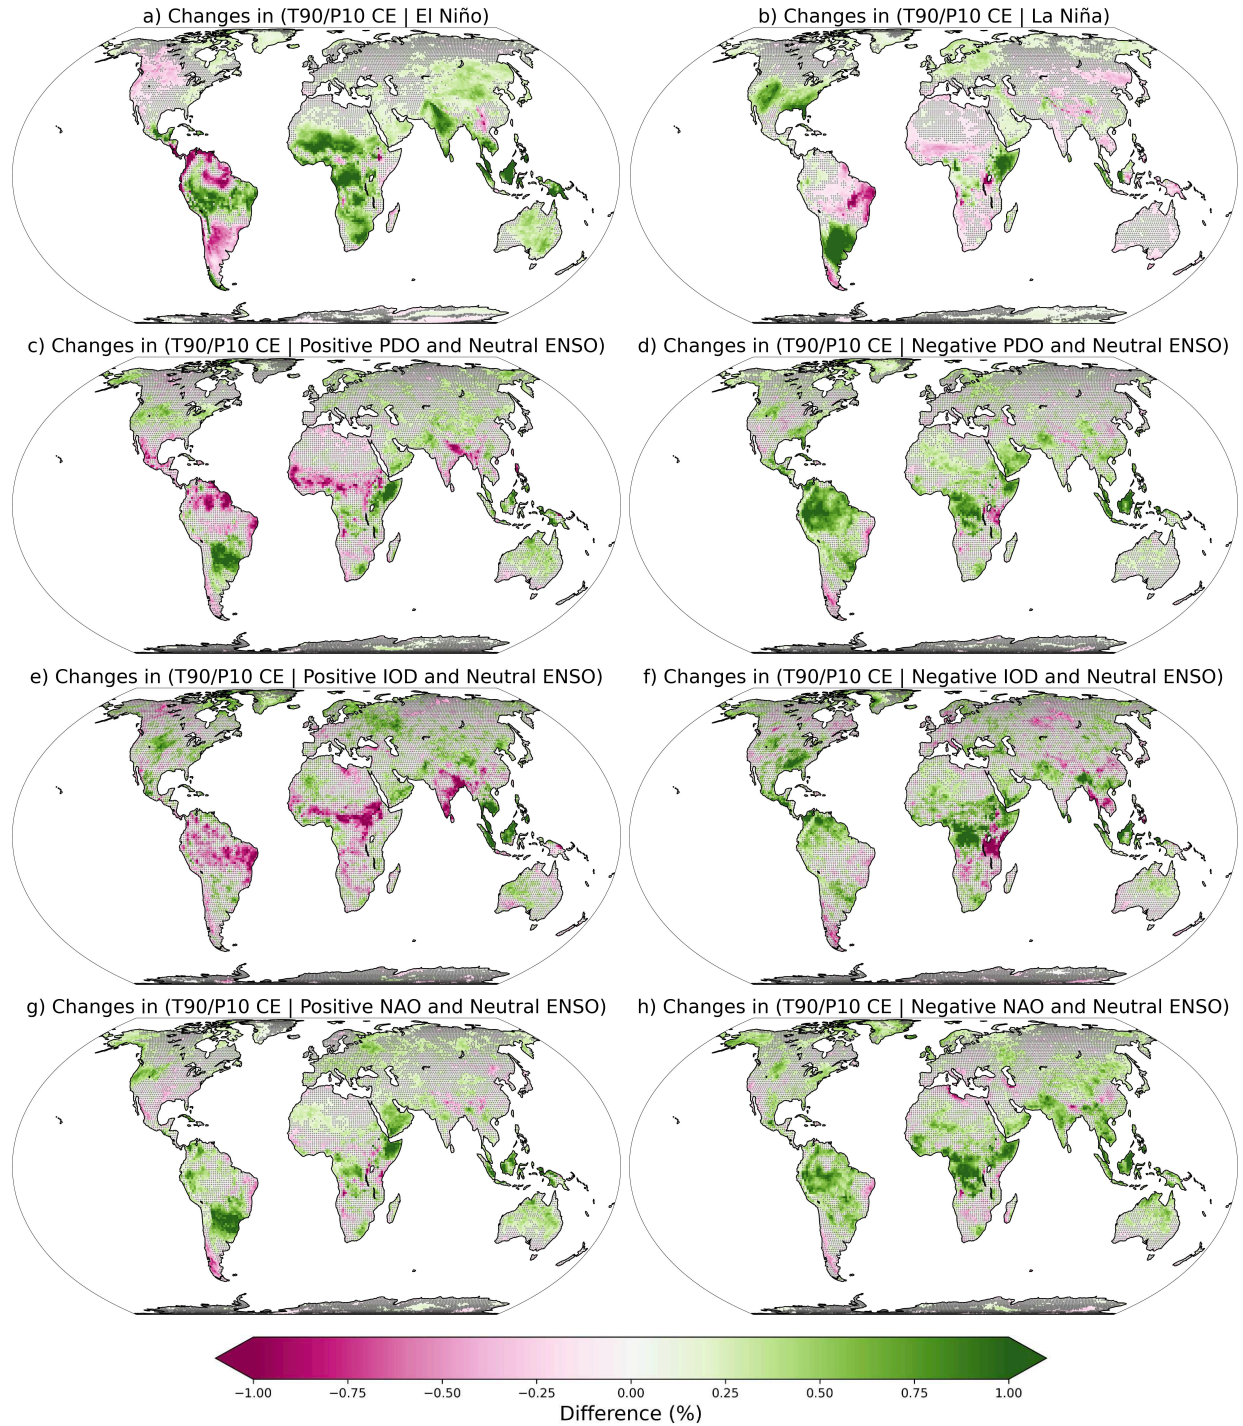 a) Changes in (T90/P10 CE | El Niño)
b) Changes in (T90/P10 CE | La Niña)
c) Changes in (T90/P10 CE | Positive PDO and Neutral ENSO)
d) Changes in (T90/P10 CE | Negative PDO and Neutral ENSO)
e) Changes in (T90/P10 CE | Positive IOD and Neutral ENSO)
f) Changes in (T90/P10 CE | Negative IOD and Neutral ENSO)
g) Changes in (T90/P10 CE | Positive NAO and Neutral ENSO)
h) Changes in (T90/P10 CE | Negative NAO and Neutral ENSO)
−1.00 −0.75 −0.50 −0.25 0.00 0.25 0.50 0.75 1.00
Difference (%)